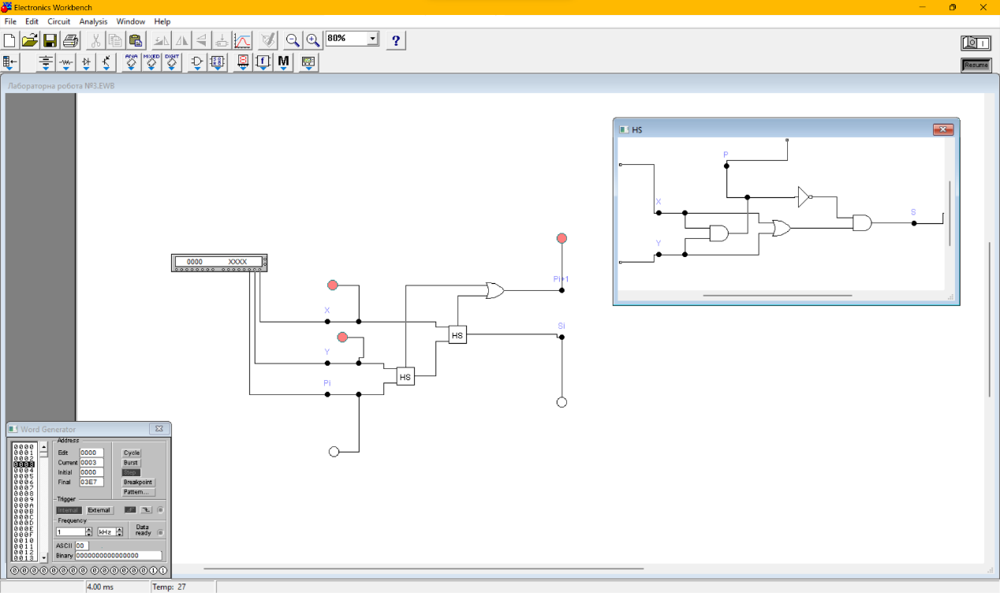 Electronics Workbench
File Edit Circuit Analysis Window Help
80%
?
ANA MIXED DIGIT
f M
Resume
Лабораторна робота №3.EWB
HS
P
X
Y
S
0000 XXXX
X
Y
Pi
HS
HS
Pi+1
Si
Word Generator
0000
0001
0002
0003
0004
0005
0006
0007
0008
0009
000A
000B
000C
000D
000E
000F
0010
0011
0012
0013
Address
Edit 0000
Current 0003
Initial 0000
Final 03E7
Cycle
Burst
Step
Breakpoint
Pattern...
Trigger
Internal External
Frequency
1 kHz
Data
ready
ASCII 00 .
Binary 0000000000000000
0000000000000011
4.00 ms Temp: 27